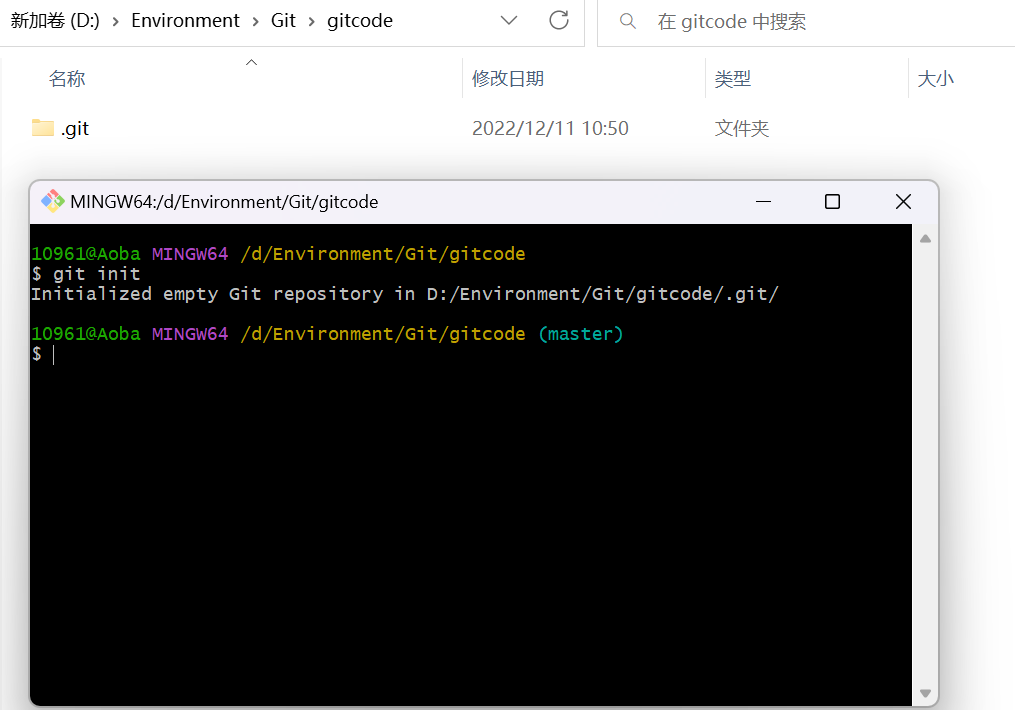 新加卷 (D:) › Environment › Git › gitcode
在 gitcode 中搜索
名称 修改日期 类型 大小
.git 2022/12/11 10:50 文件夹
MINGW64:/d/Environment/Git/gitcode
10961@Aoba MINGW64 /d/Environment/Git/gitcode
$ git init
Initialized empty Git repository in D:/Environment/Git/gitcode/.git/
10961@Aoba MINGW64 /d/Environment/Git/gitcode (master)
$